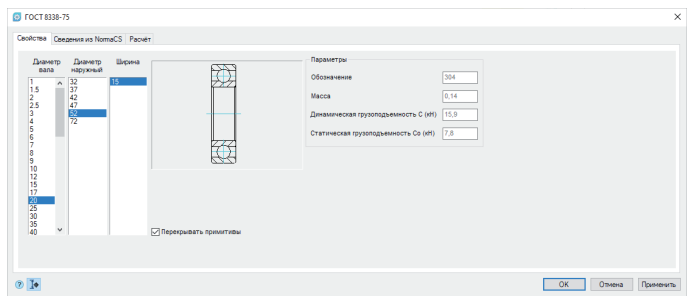 ГОСТ 8338-75
Свойства Сведения из NormaCS Расчёт
Диаметр вала
Диаметр наружный
Ширина
1
1.5
2
2.5
3
4
5
6
7
8
9
10
12
15
17
20
25
30
35
40
32
37
42
47
52
72
15
Перекрывать примитивы
Параметры
Обозначение 304
Масса 0,14
Динамическая грузоподъемность C (кН) 15,9
Статическая грузоподъемность Co (кН) 7,8
OK Отмена Применить